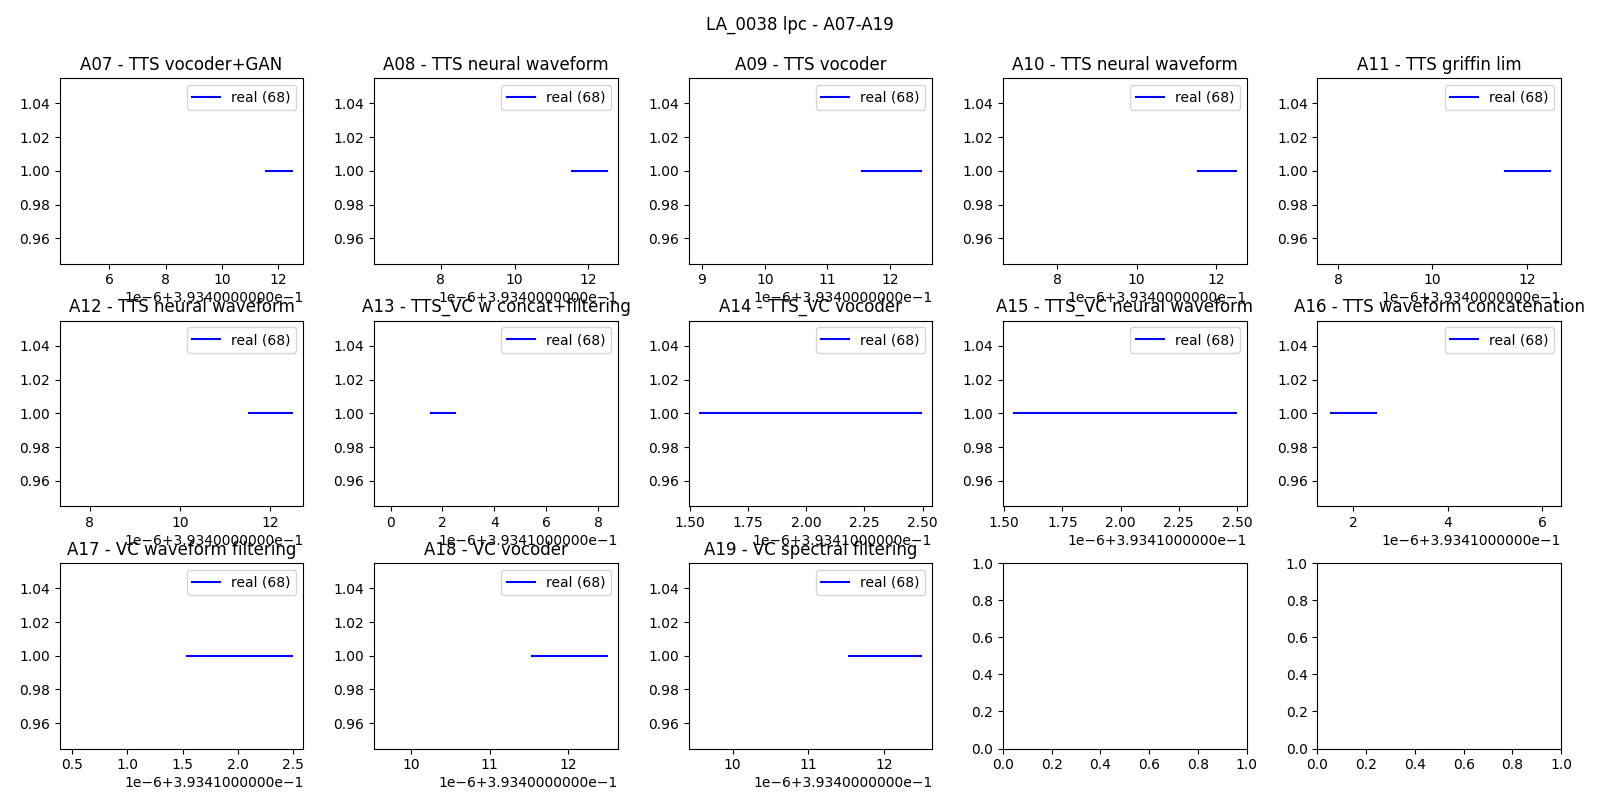 LA_0038 lpc - A07-A19
A07 - TTS vocoder+GAN
real (68)
1.04
1.02
1.00
0.98
0.96
6 8 10 12
1e−6+3.9340000000e−1
A08 - TTS neural waveform
real (68)
1.04
1.02
1.00
0.98
0.96
8 10 12
1e−6+3.9340000000e−1
A09 - TTS vocoder
real (68)
1.04
1.02
1.00
0.98
0.96
9 10 11 12
1e−6+3.9340000000e−1
A10 - TTS neural waveform
real (68)
1.04
1.02
1.00
0.98
0.96
8 10 12
1e−6+3.9340000000e−1
A11 - TTS griffin lim
real (68)
1.04
1.02
1.00
0.98
0.96
8 10 12
1e−6+3.9340000000e−1
A12 - TTS neural waveform
real (68)
1.04
1.02
1.00
0.98
0.96
8 10 12
1e−6+3.9340000000e−1
A13 - TTS_VC w concat+filtering
real (68)
1.04
1.02
1.00
0.98
0.96
0 2 4 6 8
1e−6+3.9341000000e−1
A14 - TTS_VC vocoder
real (68)
1.04
1.02
1.00
0.98
0.96
1.50 1.75 2.00 2.25 2.50
1e−6+3.9341000000e−1
A15 - TTS_VC neural waveform
real (68)
1.04
1.02
1.00
0.98
0.96
1.50 1.75 2.00 2.25 2.50
1e−6+3.9341000000e−1
A16 - TTS waveform concatenation
real (68)
1.04
1.02
1.00
0.98
0.96
2 4 6
1e−6+3.9341000000e−1
A17 - VC waveform filtering
real (68)
1.04
1.02
1.00
0.98
0.96
0.5 1.0 1.5 2.0 2.5
1e−6+3.9341000000e−1
A18 - VC vocoder
real (68)
1.04
1.02
1.00
0.98
0.96
10 11 12
1e−6+3.9340000000e−1
A19 - VC spectral filtering
real (68)
1.04
1.02
1.00
0.98
0.96
10 11 12
1e−6+3.9340000000e−1
1.0
0.8
0.6
0.4
0.2
0.0
0.0 0.2 0.4 0.6 0.8 1.0
1.0
0.8
0.6
0.4
0.2
0.0
0.0 0.2 0.4 0.6 0.8 1.0